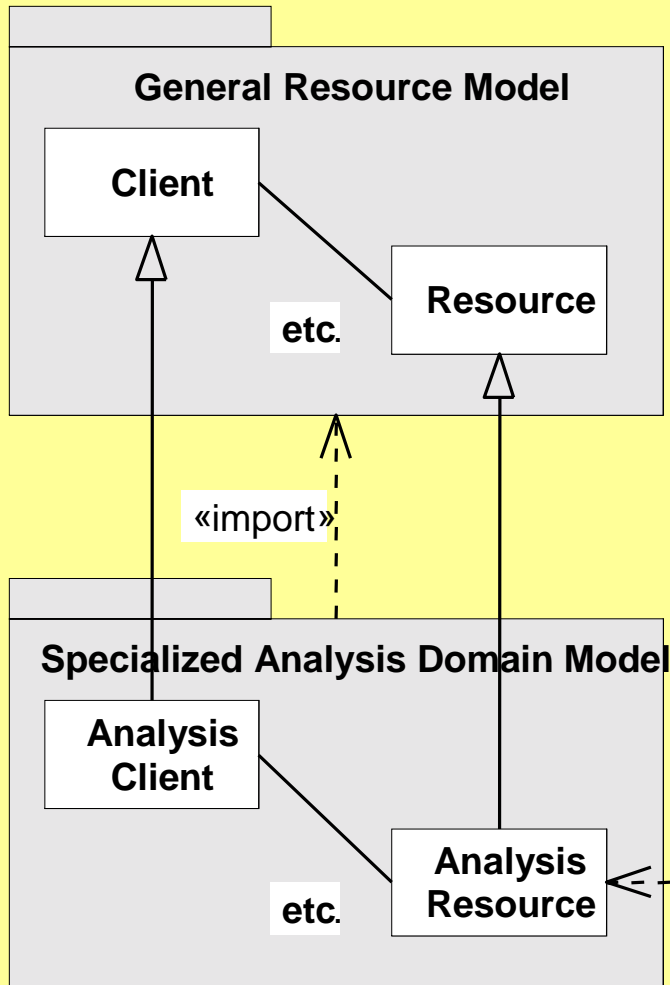 General Resource Model
Client
Resource
etc.
«import»
Specialized Analysis Domain Model
Analysis
Client
Analysis
Resource
etc.